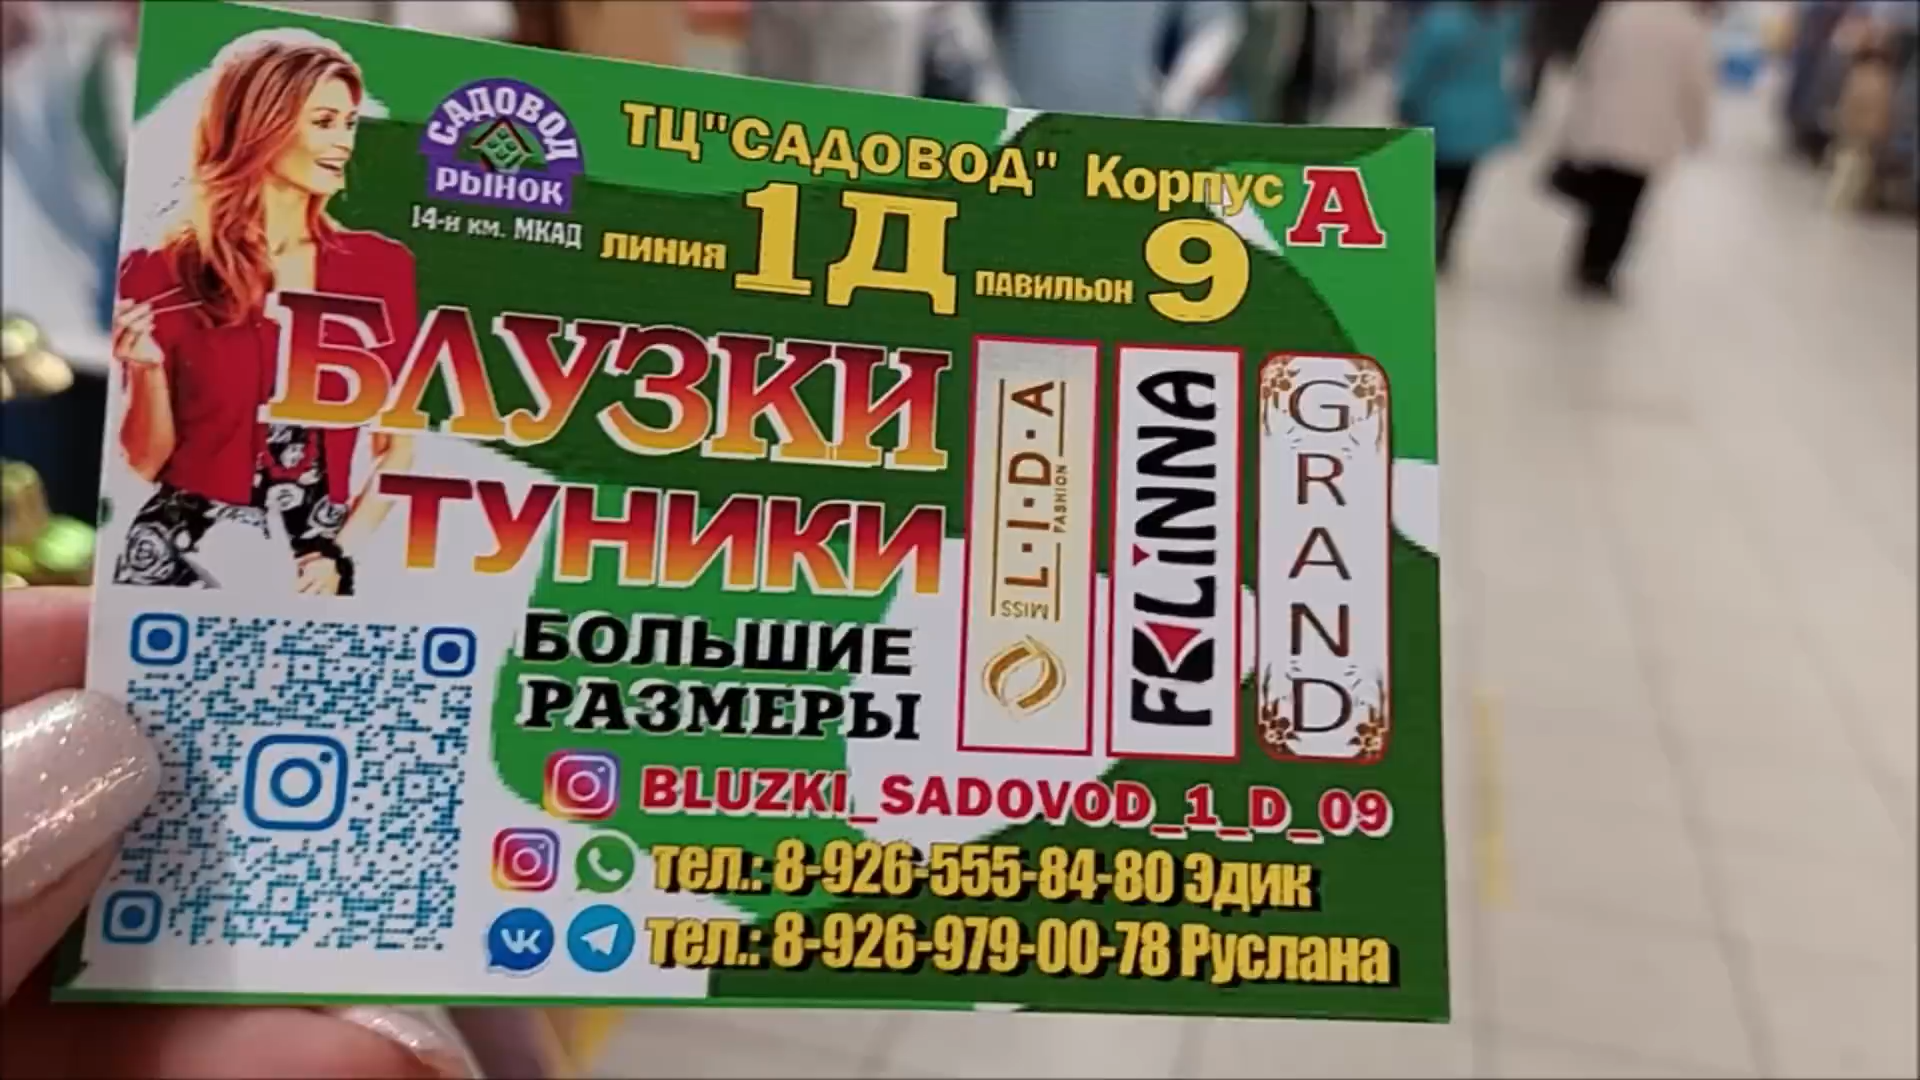 САДОВОД
РЫНОК
14-й км. МКАД
ТЦ"САДОВОД" Корпус А
ЛИНИЯ 1Д ПАВИЛЬОН 9
БЛУЗКИ
ТУНИКИ
БОЛЬШИЕ
РАЗМЕРЫ
MISS L·I·D·A FASHION
FOLiNNA
GRAND
BLUZKI_SADOVOD_1_D_09
тел.: 8-926-555-84-80 Эдик
тел.: 8-926-979-00-78 Руслана